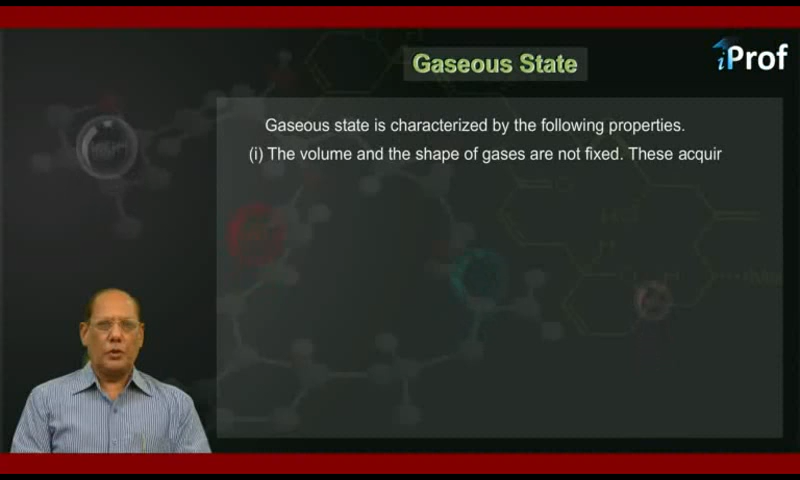 Gaseous State
iProf
Gaseous state is characterized by the following properties.
(i) The volume and the shape of gases are not fixed. These acquir